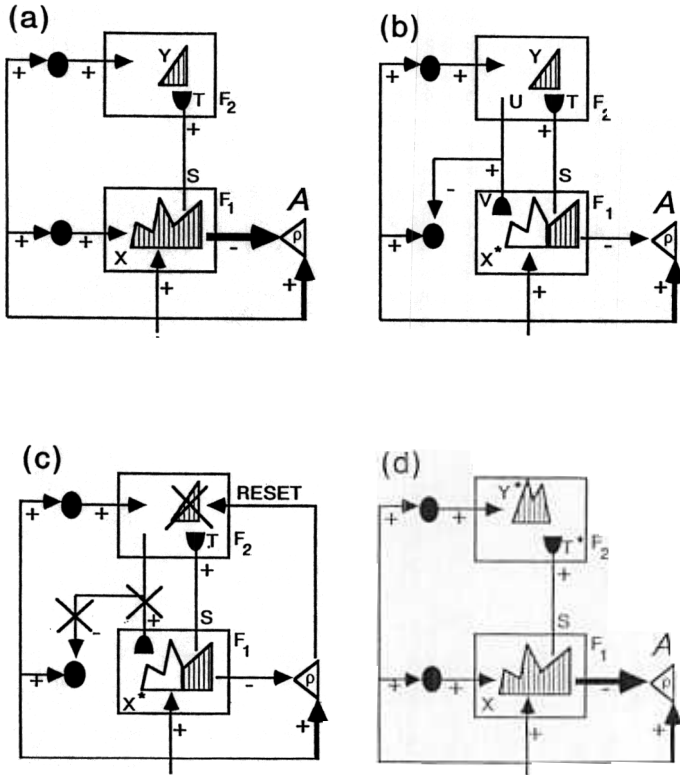 (a)
+ + Y
T F2
+
S
F1 A
+ + X - ρ
+ +
(b)
+ + Y
U T F2
+ +
- V S
F1 A
+ X* - ρ
+ +
(c)
+ + RESET
T F2
+ +
- S
F1
+ X* - ρ
+ +
(d)
+ + Y*
T* F2
+
S
F1 A
+ + X - ρ
+ +